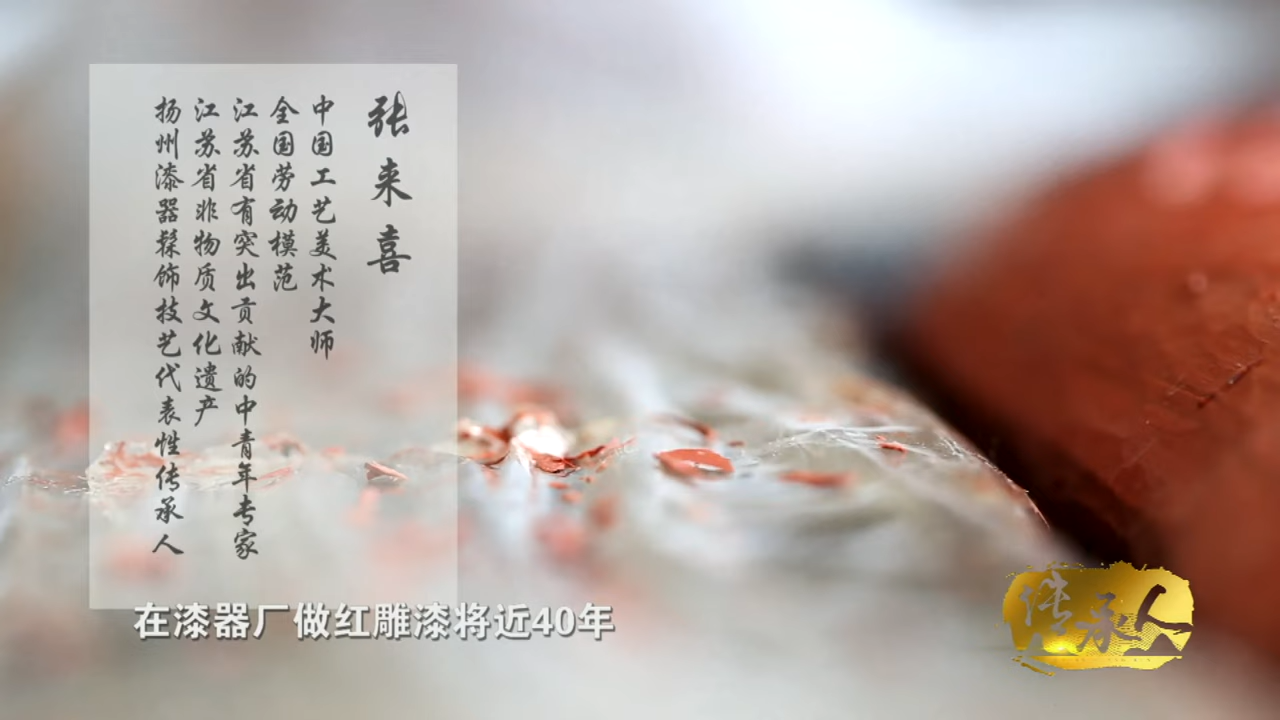 张来喜
中国工艺美术大师
全国劳动模范
江苏省有突出贡献的中青年专家
江苏省非物质文化遗产
扬州漆器髹饰技艺代表性传承人
在漆器厂做红雕漆将近40年
传承人